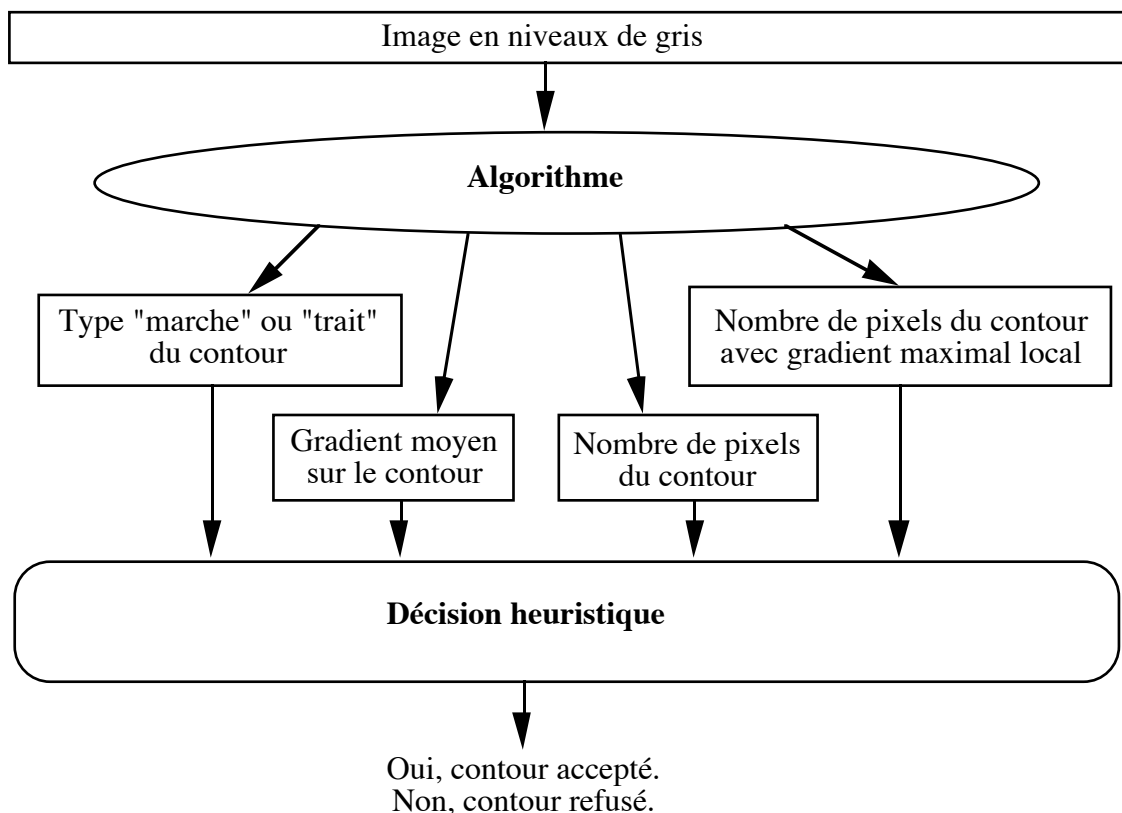 Image en niveaux de gris
Algorithme
Type "marche" ou "trait"
du contour
Nombre de pixels du contour
avec gradient maximal local
Gradient moyen
sur le contour
Nombre de pixels
du contour
Décision heuristique
Oui, contour accepté.
Non, contour refusé.